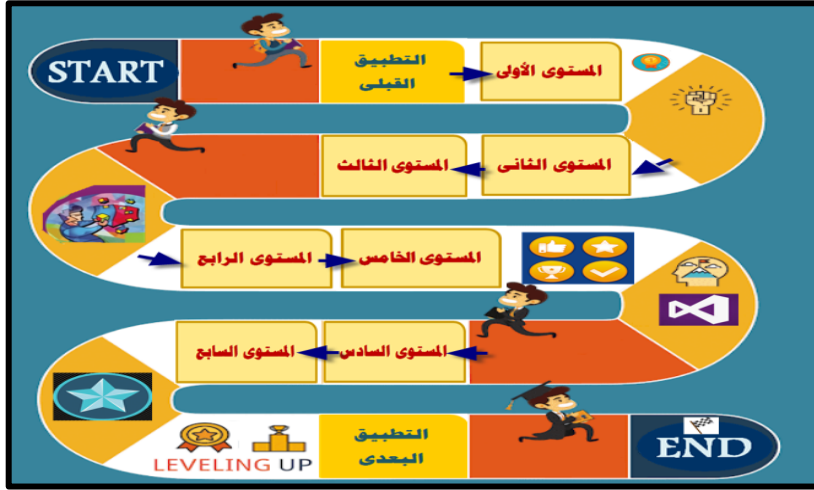 START
التطبيق
القبلى
المستوى الأولى
المستوى الثانى
المستوى الثالث
المستوى الرابع
المستوى الخامس
المستوى السادس
المستوى السابع
LEVELING UP
التطبيق
البعدى
END